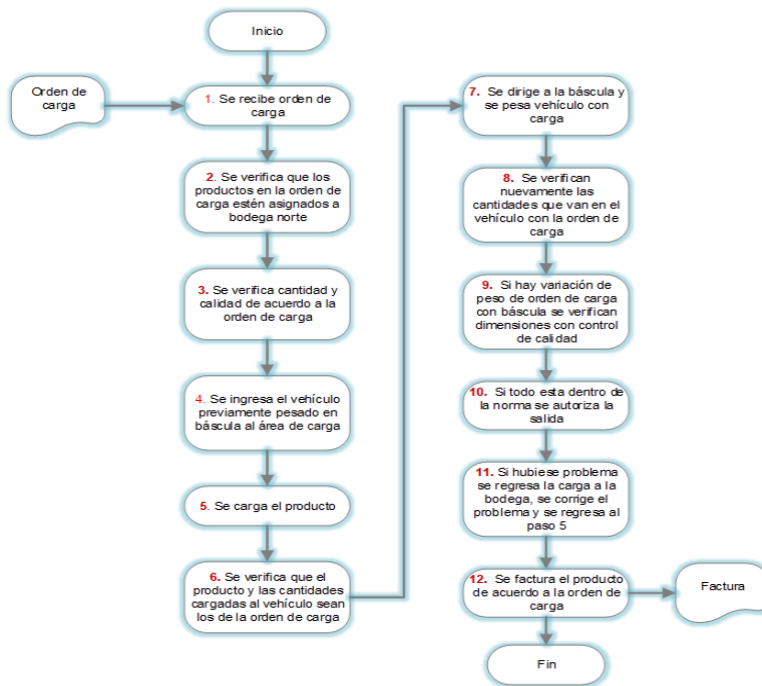 Inicio
Orden de
carga
1. Se recibe orden de
carga
2. Se verifica que los
productos en la orden de
carga estén asignados a
bodega norte
3. Se verifica cantidad y
calidad de acuerdo a la
orden de carga
4. Se ingresa el vehículo
previamente pesado en
báscula al área de carga
5. Se carga el producto
6. Se verifica que el
producto y las cantidades
cargadas al vehículo sean
los de la orden de carga
7. Se dirige a la báscula y
se pesa vehículo con
carga
8. Se verifican
nuevamente las
cantidades que van en el
vehículo con la orden de
carga
9. Si hay variación de
peso de orden de carga
con báscula se verifican
dimensiones con control
de calidad
10. Si todo esta dentro de
la norma se autoriza la
salida
11. Si hubiese problema
se regresa la carga a la
bodega, se corrige el
problema y se regresa al
paso 5
12. Se factura el producto
de acuerdo a la orden de
carga
Factura
Fin